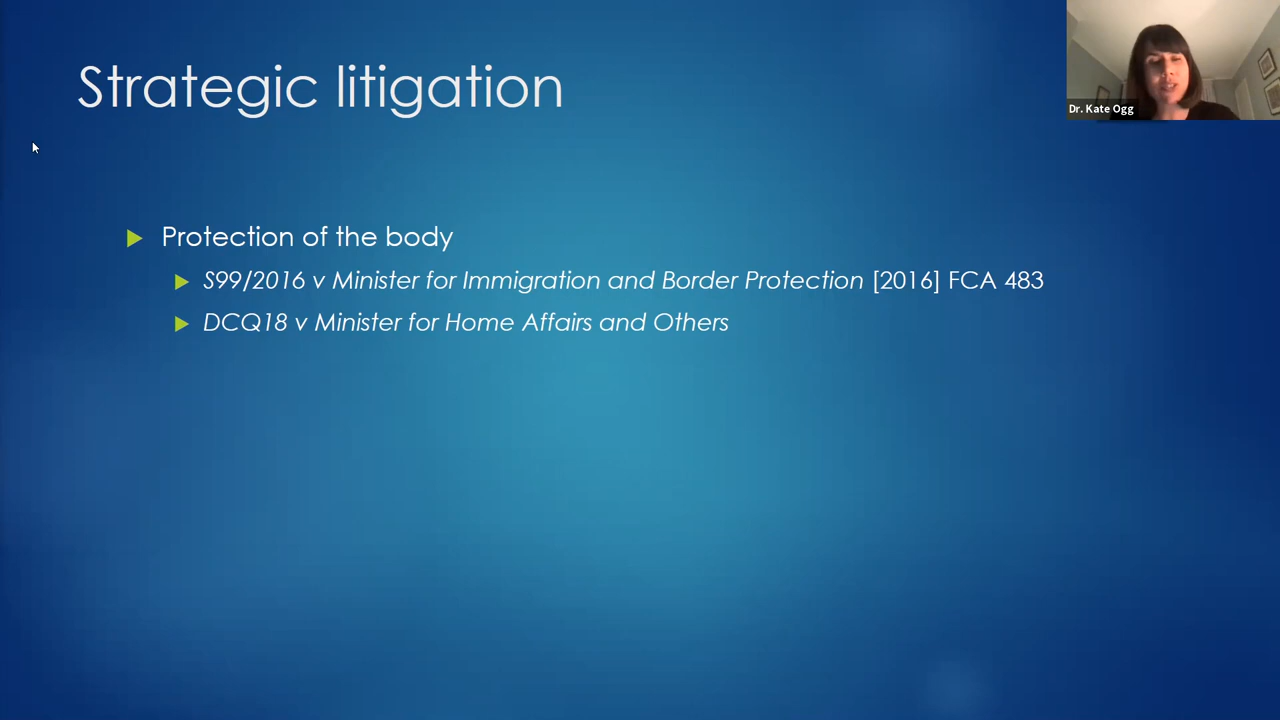 Strategic litigation
Dr. Kate Ogg
Protection of the body
S99/2016 v Minister for Immigration and Border Protection [2016] FCA 483
DCQ18 v Minister for Home Affairs and Others